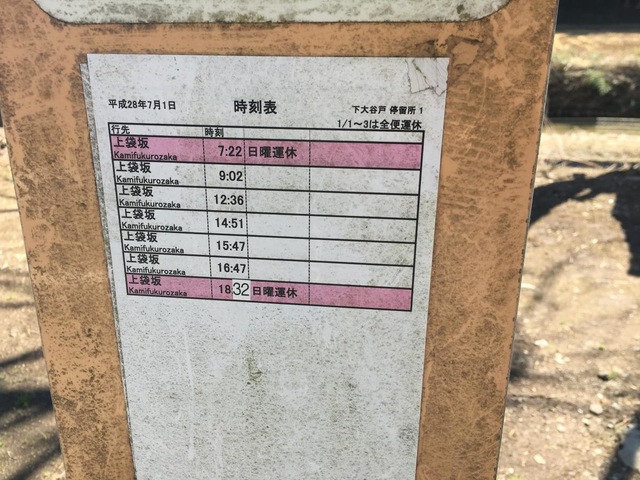 平成28年7月1日 時刻表 下大谷戸 停留所 1
1/1～3は全便運休
行先 時刻
上袋坂 7:22 日曜運休
Kamifukurozaka
上袋坂 9:02
Kamifukurozaka
上袋坂 12:36
Kamifukurozaka
上袋坂 14:51
Kamifukurozaka
上袋坂 15:47
Kamifukurozaka
上袋坂 16:47
Kamifukurozaka
上袋坂 18:32 日曜運休
Kamifukurozaka